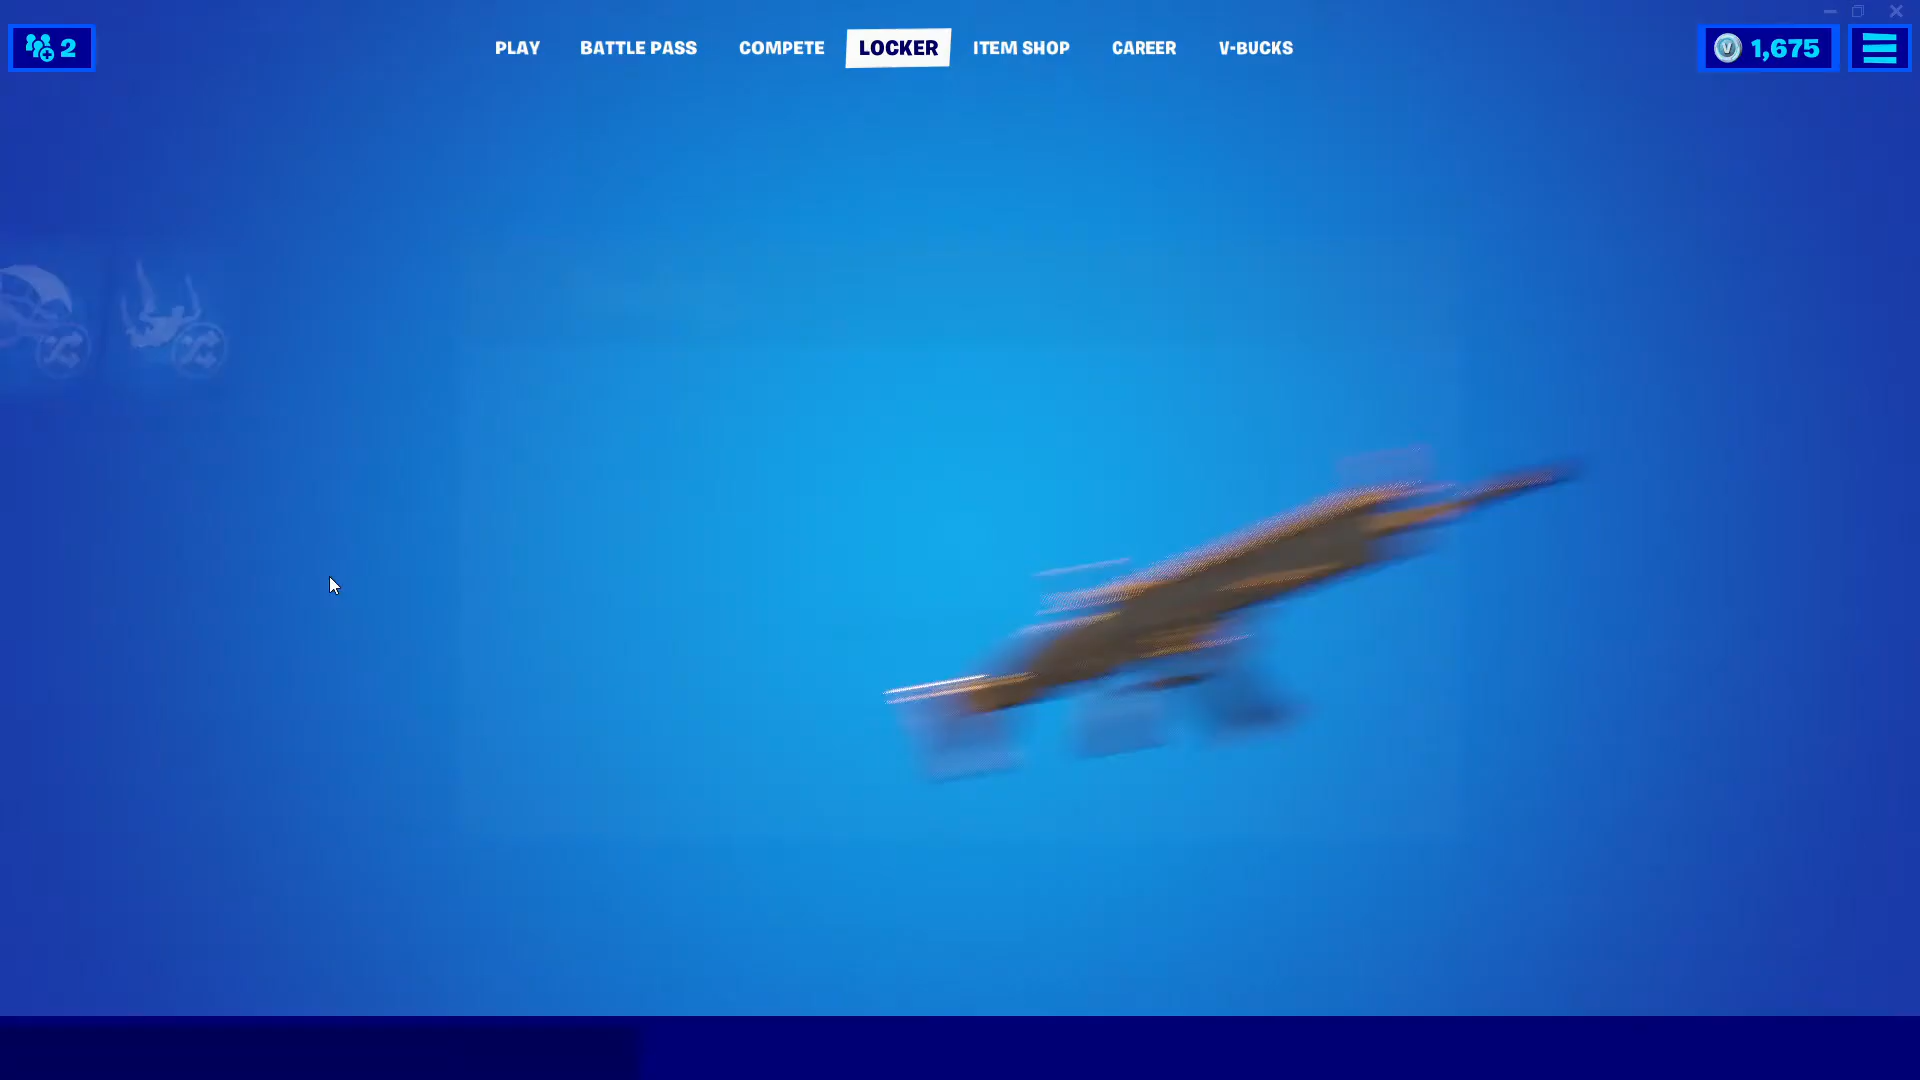 2
PLAY BATTLE PASS COMPETE LOCKER ITEM SHOP CAREER V-BUCKS
V 1,675